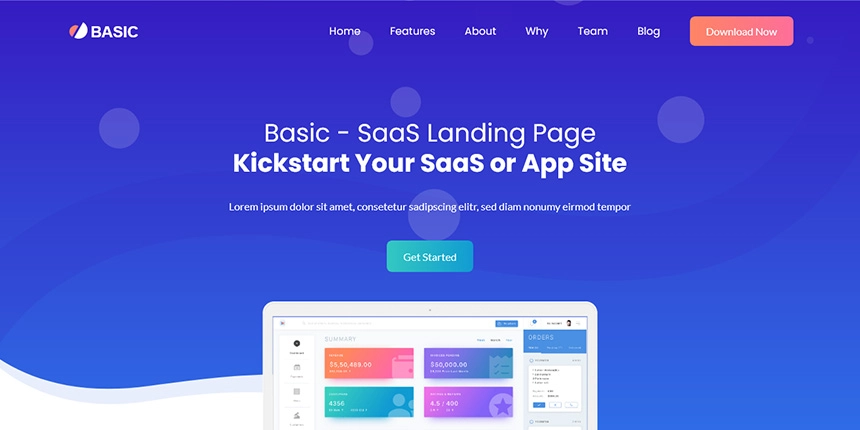 BASIC
Home Features About Why Team Blog Download Now
Basic - SaaS Landing Page
Kickstart Your SaaS or App Site
Lorem ipsum dolor sit amet, consetetur sadipscing elitr, sed diam nonumy eirmod tempor
Get Started
SUMMARY
ORDERS
$6,50,489.00
$50,000.00
4356
4.5 / 400